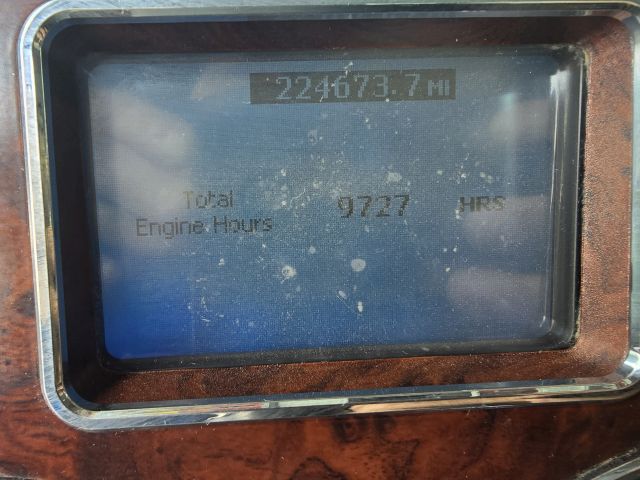 224673.7 MI
Total
Engine Hours 9727 HRS